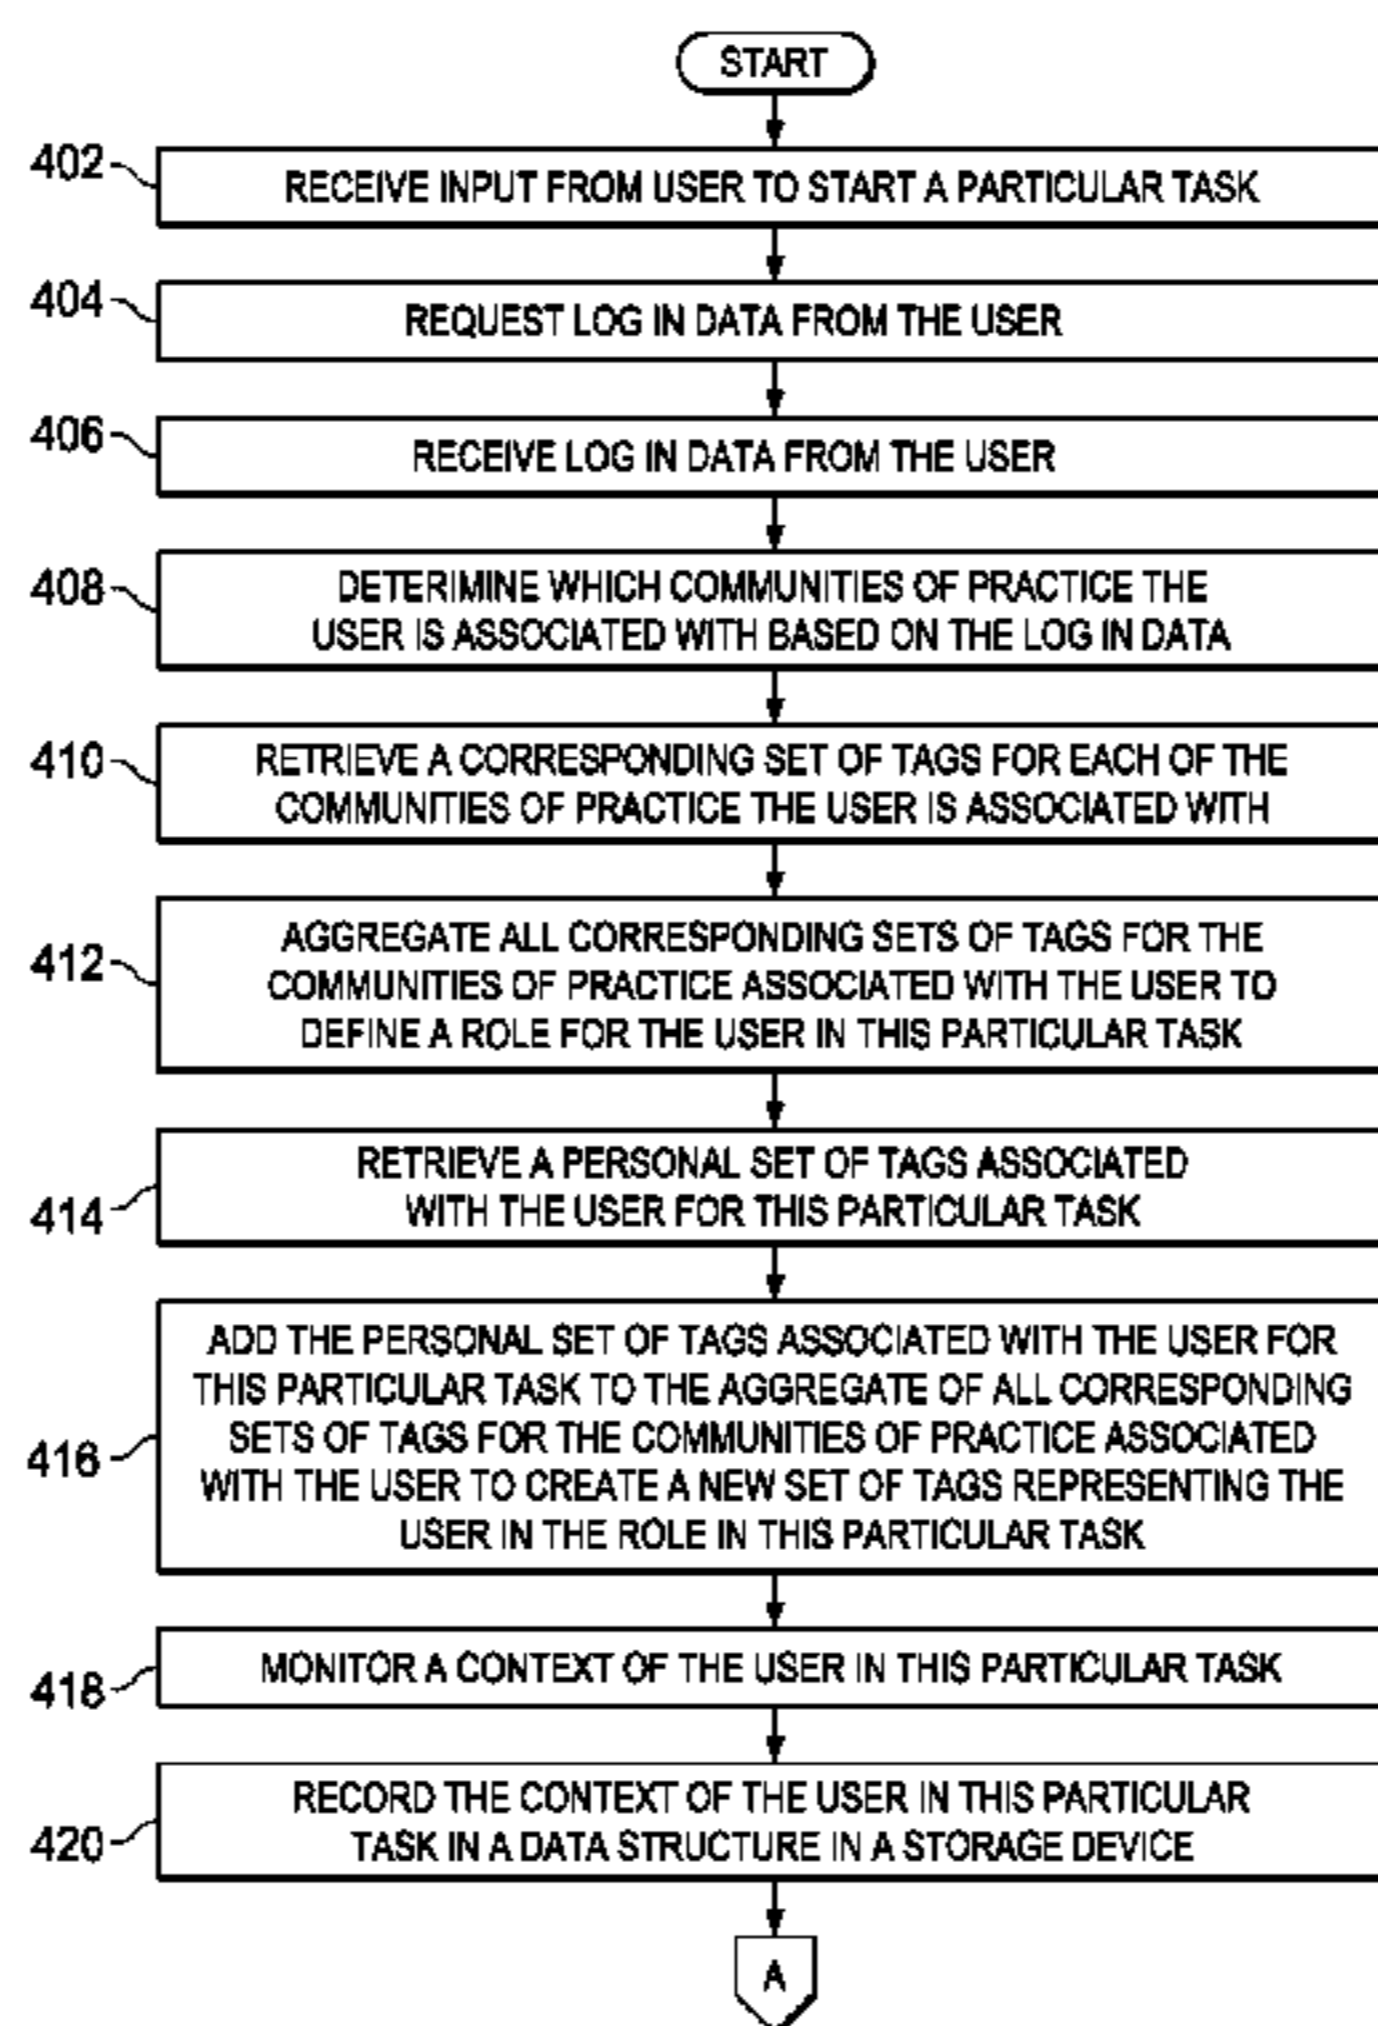 START
402
RECEIVE INPUT FROM USER TO START A PARTICULAR TASK
404
REQUEST LOG IN DATA FROM THE USER
406
RECEIVE LOG IN DATA FROM THE USER
408
DETERIMINE WHICH COMMUNITIES OF PRACTICE THE
USER IS ASSOCIATED WITH BASED ON THE LOG IN DATA
410
RETRIEVE A CORRESPONDING SET OF TAGS FOR EACH OF THE
COMMUNITIES OF PRACTICE THE USER IS ASSOCIATED WITH
412
AGGREGATE ALL CORRESPONDING SETS OF TAGS FOR THE
COMMUNITIES OF PRACTICE ASSOCIATED WITH THE USER TO
DEFINE A ROLE FOR THE USER IN THIS PARTICULAR TASK
414
RETRIEVE A PERSONAL SET OF TAGS ASSOCIATED
WITH THE USER FOR THIS PARTICULAR TASK
416
ADD THE PERSONAL SET OF TAGS ASSOCIATED WITH THE USER FOR
THIS PARTICULAR TASK TO THE AGGREGATE OF ALL CORRESPONDING
SETS OF TAGS FOR THE COMMUNITIES OF PRACTICE ASSOCIATED
WITH THE USER TO CREATE A NEW SET OF TAGS REPRESENTING THE
USER IN THE ROLE IN THIS PARTICULAR TASK
418
MONITOR A CONTEXT OF THE USER IN THIS PARTICULAR TASK
420
RECORD THE CONTEXT OF THE USER IN THIS PARTICULAR
TASK IN A DATA STRUCTURE IN A STORAGE DEVICE
A